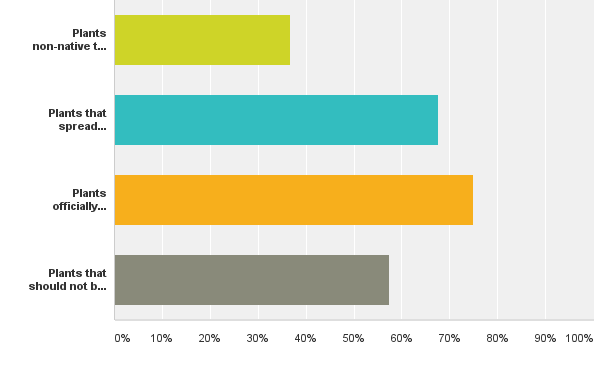 Plants
non-native t...
Plants that
spread...
Plants
officially...
Plants that
should not b...
0% 10% 20% 30% 40% 50% 60% 70% 80% 90% 100%